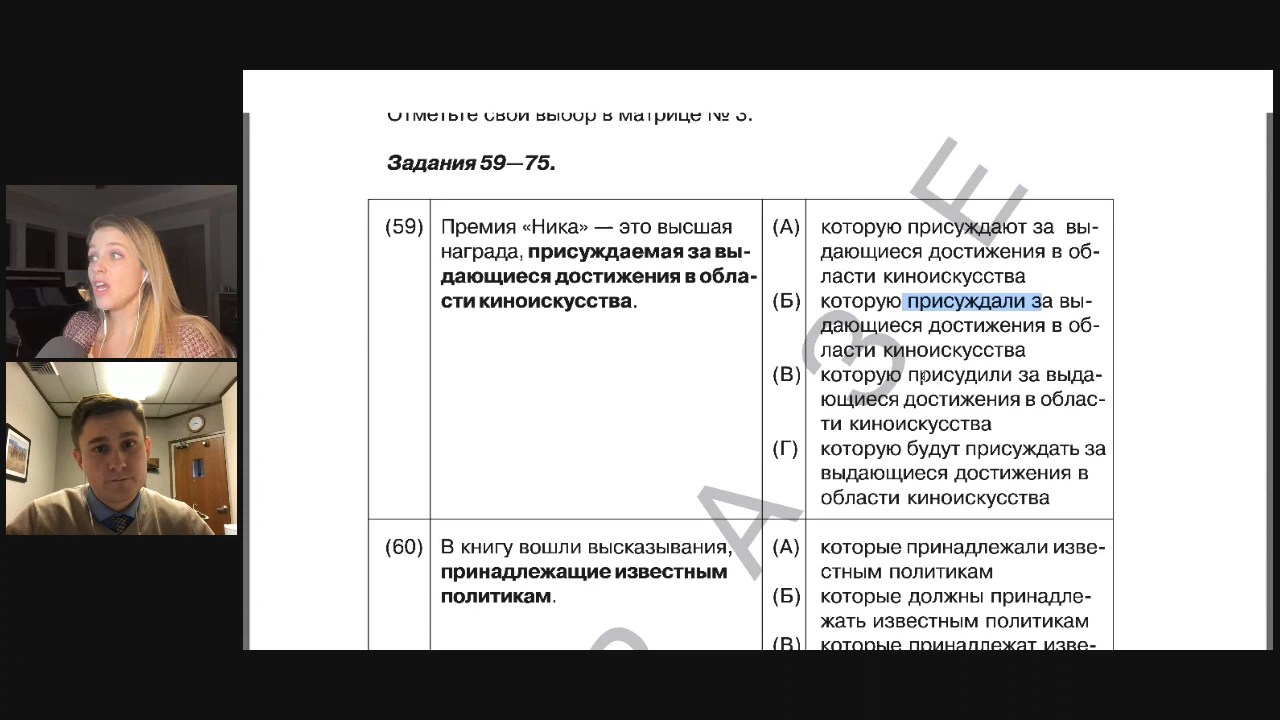 Отметьте свой выбор в матрице № 3.
Задания 59—75.
(59)
Премия «Ника» — это высшая
награда, присуждаемая за вы-
дающиеся достижения в обла-
сти киноискусства.
(А) которую присуждают за вы-
дающиеся достижения в об-
ласти киноискусства
(Б) которую присуждали за вы-
дающиеся достижения в об-
ласти киноискусства
(В) которую присудили за выда-
ющиеся достижения в облас-
ти киноискусства
(Г) которую будут присуждать за
выдающиеся достижения в
области киноискусства
(60)
В книгу вошли высказывания,
принадлежащие известным
политикам.
(А) которые принадлежали изве-
стным политикам
(Б) которые должны принадле-
жать известным политикам
(В) которые принадлежат изве-